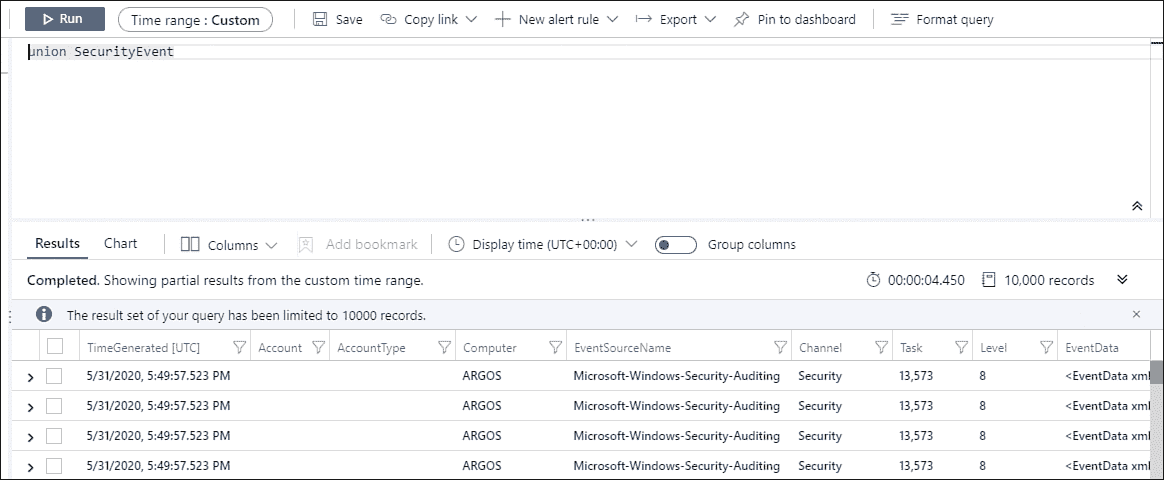 Run Time range : Custom Save Copy link New alert rule Export Pin to dashboard Format query
union SecurityEvent
Results Chart Columns Add bookmark Display time (UTC+00:00) Group columns
Completed. Showing partial results from the custom time range. 00:00:04.450 10,000 records
The result set of your query has been limited to 10000 records.
TimeGenerated [UTC] Account AccountType Computer EventSourceName Channel Task Level EventData
5/31/2020, 5:49:57.523 PM ARGOS Microsoft-Windows-Security-Auditing Security 13,573 8 <EventData xml
5/31/2020, 5:49:57.523 PM ARGOS Microsoft-Windows-Security-Auditing Security 13,573 8 <EventData xml
5/31/2020, 5:49:57.523 PM ARGOS Microsoft-Windows-Security-Auditing Security 13,573 8 <EventData xml
5/31/2020, 5:49:57.523 PM ARGOS Microsoft-Windows-Security-Auditing Security 13,573 8 <EventData xml